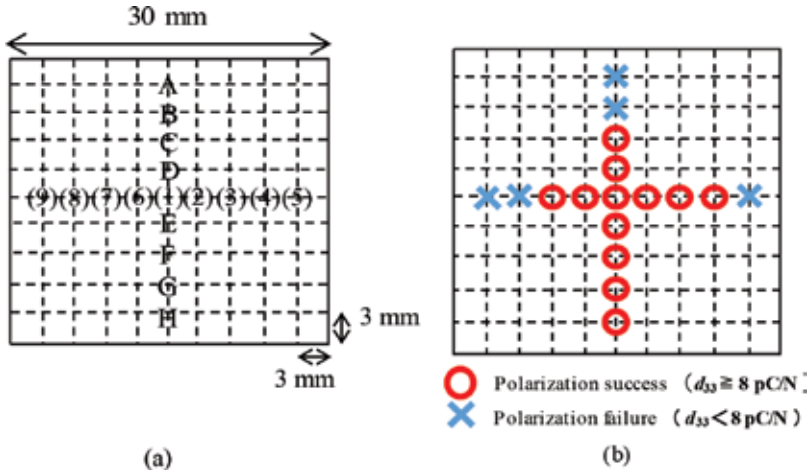 30 mm
A
B
C
D
(9)(8)(7)(6)(1)(2)(3)(4)(5)
E
F
G
H
3 mm
3 mm
(a)
Polarization success （d33≧8 pC/N）
Polarization failure （d33＜8 pC/N）
(b)